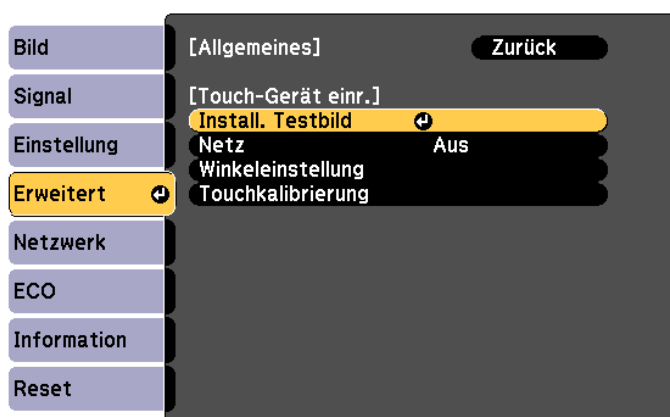 Bild
Signal
Einstellung
Erweitert
Netzwerk
ECO
Information
Reset
[Allgemeines] Zurück
[Touch-Gerät einr.]
Install. Testbild
Netz Aus
Winkeleinstellung
Touchkalibrierung